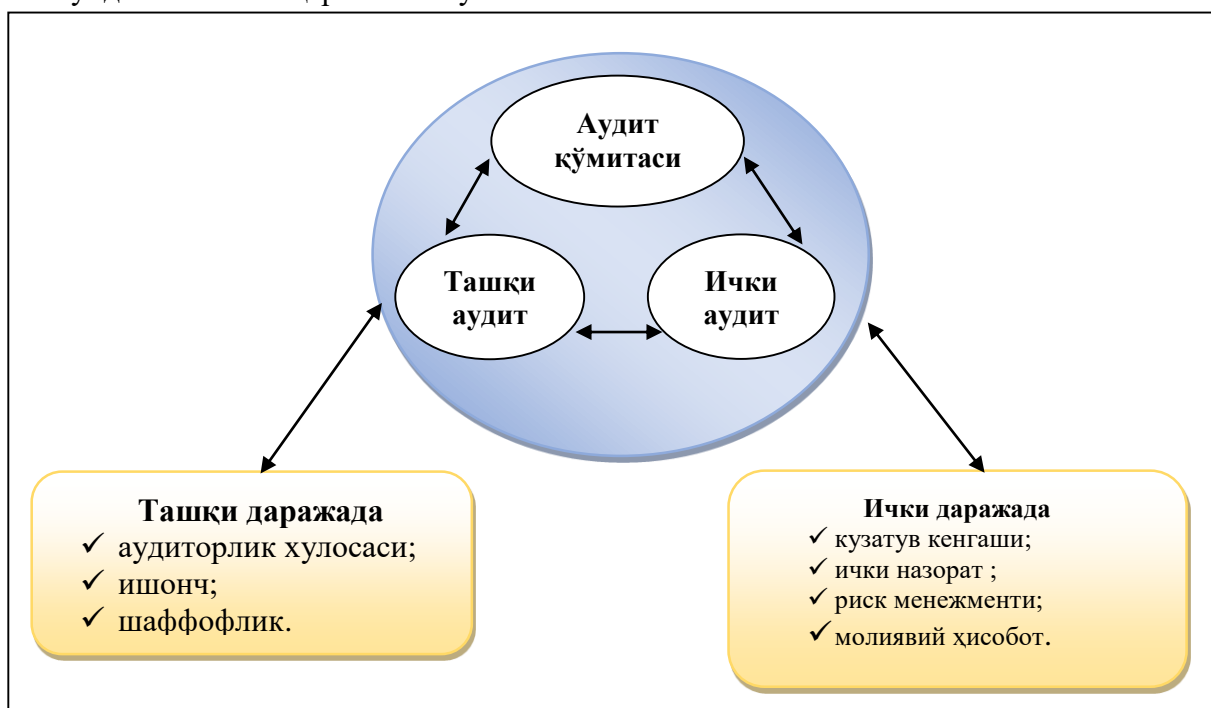 Аудит
қўмитаси
Ташқи
аудит
Ички
аудит
Ташқи даражада
✓ аудиторлик хулосаси;
✓ ишонч;
✓ шаффофлик.
Ички даражада
✓ кузатув кенгаши;
✓ ички назорат ;
✓ риск менежменти;
✓ молиявий ҳисобот.